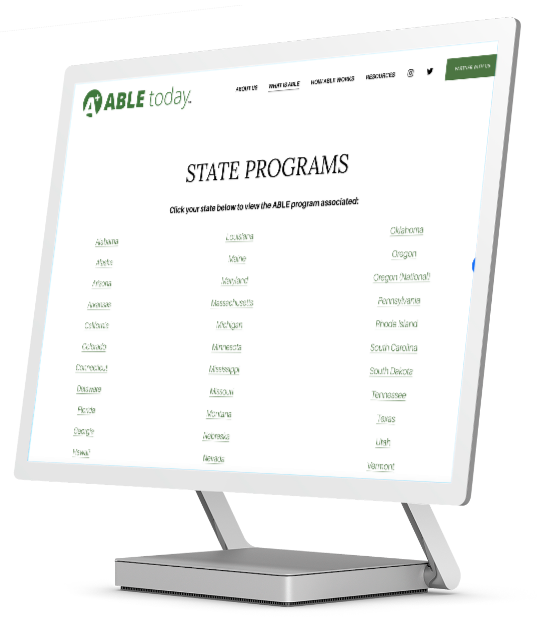 ABLE today
ABOUT US
WHAT IS ABLE
HOW ABLE WORKS
RESOURCES
PARTNER WITH US
STATE PROGRAMS
Click your state below to view the ABLE program associated:
Alabama
Alaska
Arizona
Arkansas
California
Colorado
Connecticut
Delaware
Florida
Georgia
Hawaii
Louisiana
Maine
Maryland
Massachusetts
Michigan
Minnesota
Mississippi
Missouri
Montana
Nebraska
Nevada
Oklahoma
Oregon
Oregon (National)
Pennsylvania
Rhode Island
South Carolina
South Dakota
Tennessee
Texas
Utah
Vermont